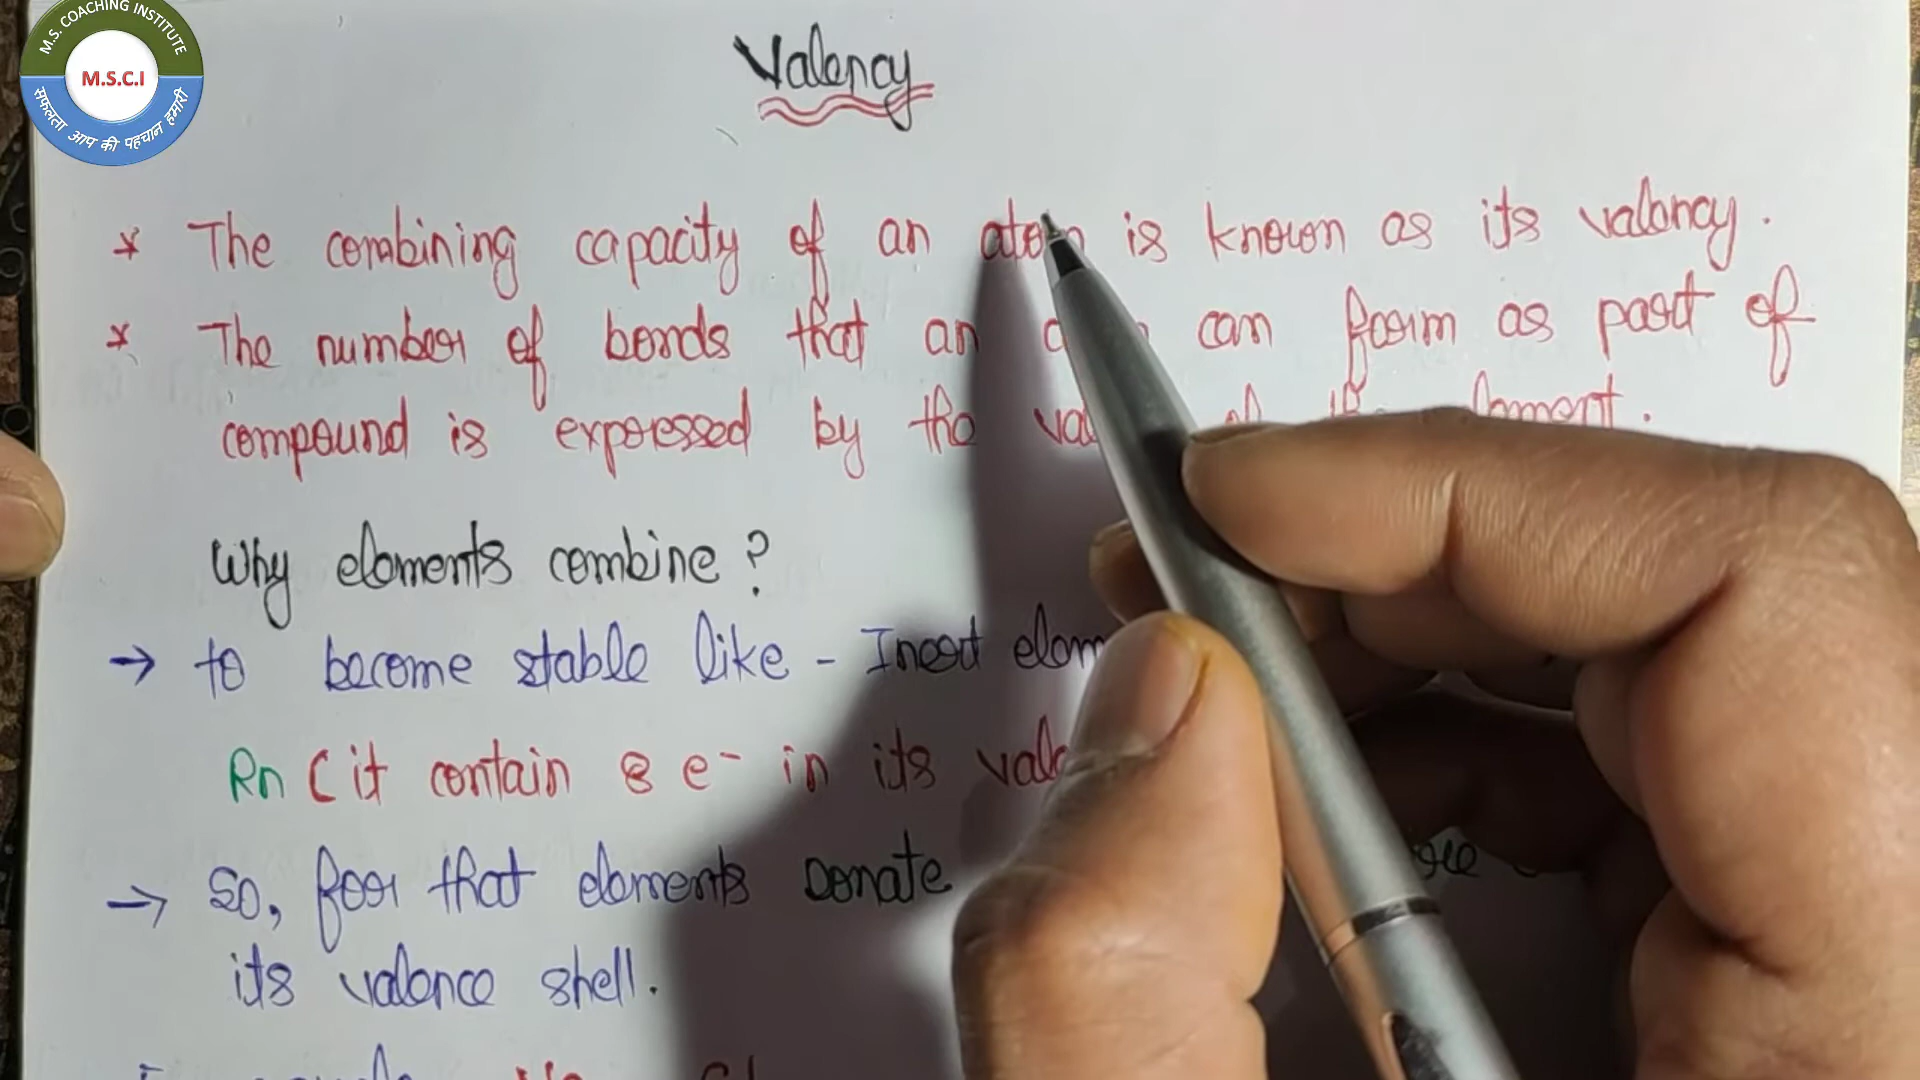 M.S. COACHING INSTITUTE
M.S.C.I
सफलता आप की पहचान हमारी
Valency
* The combining capacity of an atom is known as its valency.
* The number of bonds that an can form as part of
compound is expressed by the element.
Why elements combine ?
→ to become stable like - Inert
Rn ( it contain 8 e⁻ in its
→ so, for that elements Donate
its valence shell.